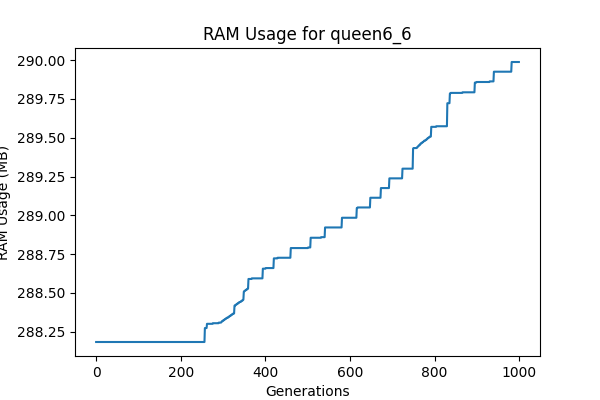 RAM Usage for queen6_6
290.00
289.75
289.50
289.25
289.00
288.75
288.50
288.25
RAM Usage (MB)
0 200 400 600 800 1000
Generations